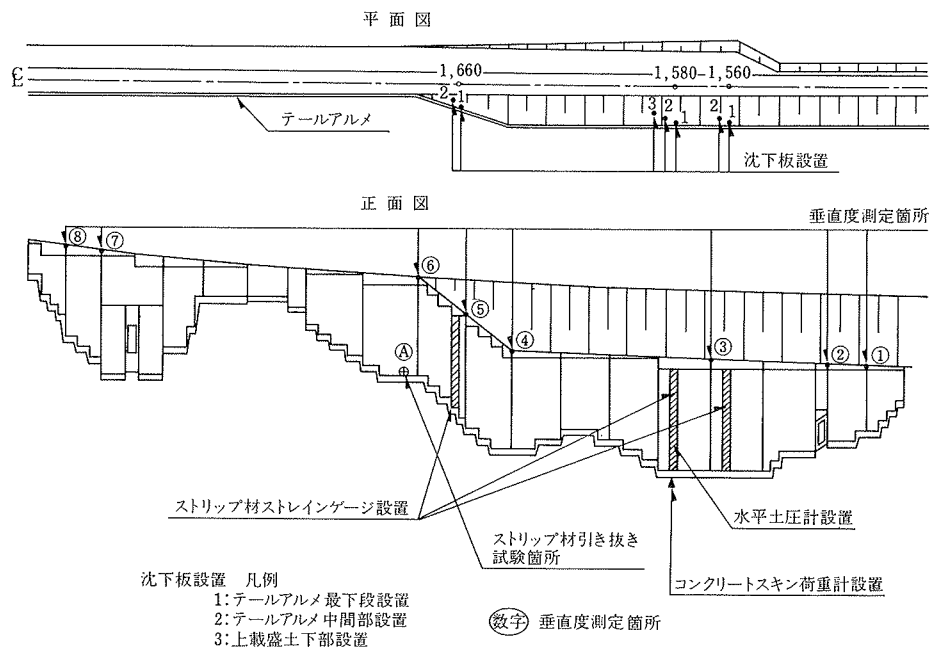 平面図
℄
1,660
1,580
1,560
2
1
3
2
1
2
1
テールアルメ
沈下板設置
正面図
垂直度測定箇所
⑧
⑦
⑥
⑤
④
③
②
①
Ⓐ
ストリップ材ストレインゲージ設置
ストリップ材引き抜き
試験箇所
水平土圧計設置
コンクリートスキン荷重計設置
沈下板設置 凡例
1:テールアルメ最下段設置
2:テールアルメ中間部設置
3:上載盛土下部設置
数字 垂直度測定箇所